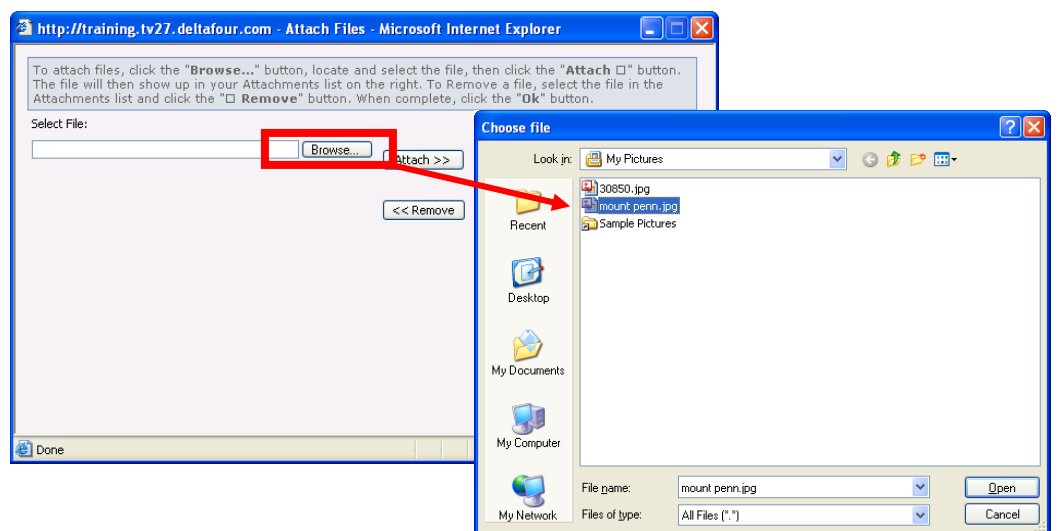 http://training.tv27.deltafour.com - Attach Files - Microsoft Internet Explorer
To attach files, click the "Browse..." button, locate and select the file, then click the "Attach □" button.
The file will then show up in your Attachments list on the right. To Remove a file, select the file in the
Attachments list and click the "□ Remove" button. When complete, click the "Ok" button.
Select File:
Browse...
Attach >>
<< Remove
Done
Choose file
Look in:
My Pictures
30850.jpg
mount penn.jpg
Sample Pictures
Recent
Desktop
My Documents
My Computer
My Network
File name:
mount penn.jpg
Open
Files of type:
All Files (*.*)
Cancel